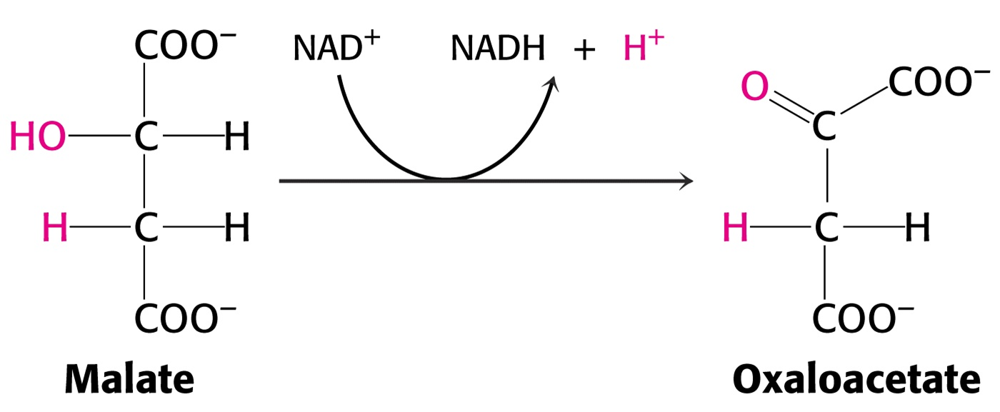 COO⁻ NAD⁺ NADH + H⁺
O COO⁻
C
HO C H
H C H
H C H
COO⁻ COO⁻
Malate Oxaloacetate